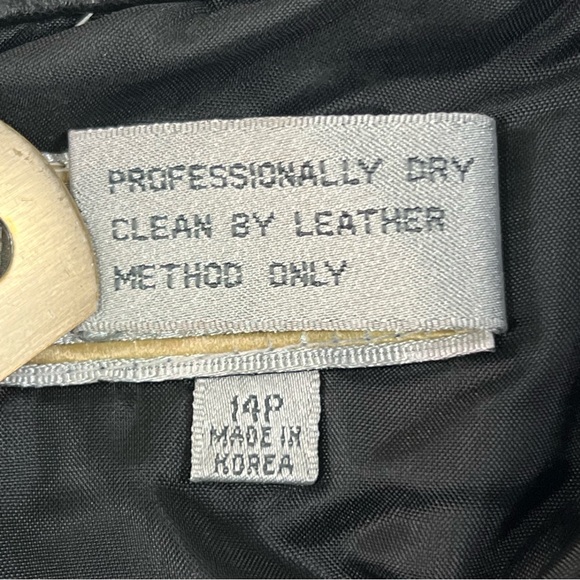 PROFESSIONALLY DRY
CLEAN BY LEATHER
METHOD ONLY
14P
MADE IN
KOREA